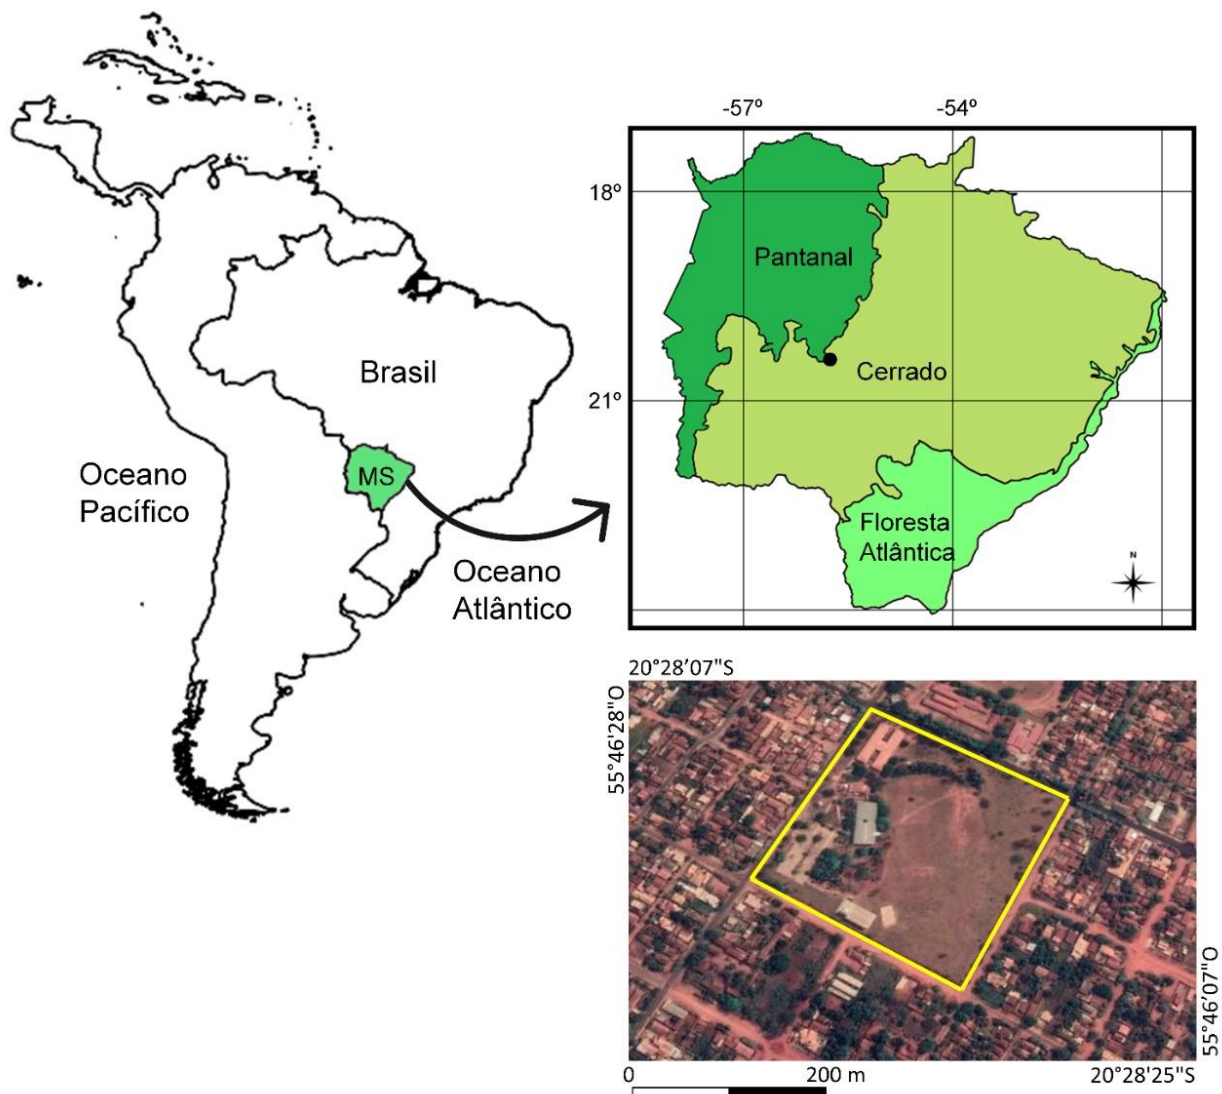 -57º
-54º
18º
Pantanal
Brasil
Cerrado
21º
MS
Oceano
Pacífico
Floresta
Atlântica
N
Oceano
Atlântico
20°28'07"S
55°46'28"O
55°46'07"O
0
200 m
20°28'25"S